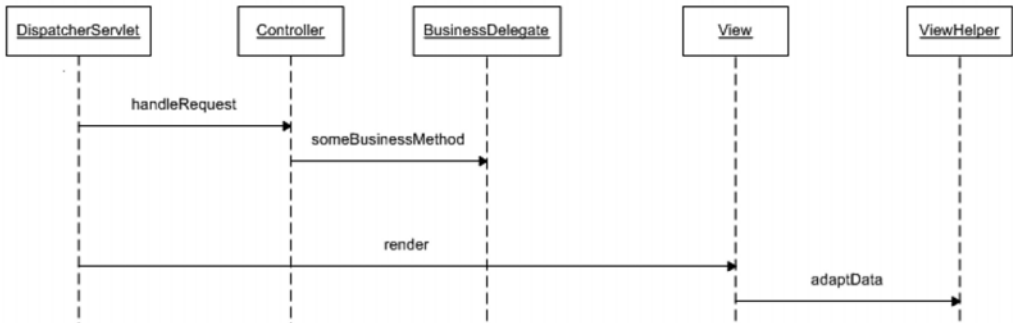 DispatcherServlet
Controller
BusinessDelegate
View
ViewHelper
handleRequest
someBusinessMethod
render
adaptData